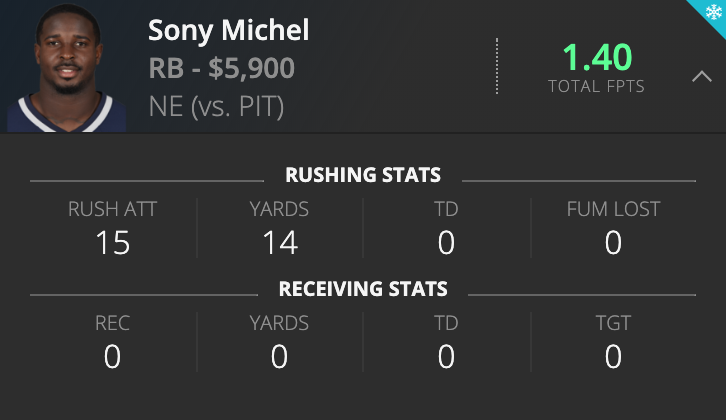 Sony Michel
RB - $5,900
NE (vs. PIT)
1.40
TOTAL FPTS
RUSHING STATS
RUSH ATT YARDS TD FUM LOST
15 14 0 0
RECEIVING STATS
REC YARDS TD TGT
0 0 0 0